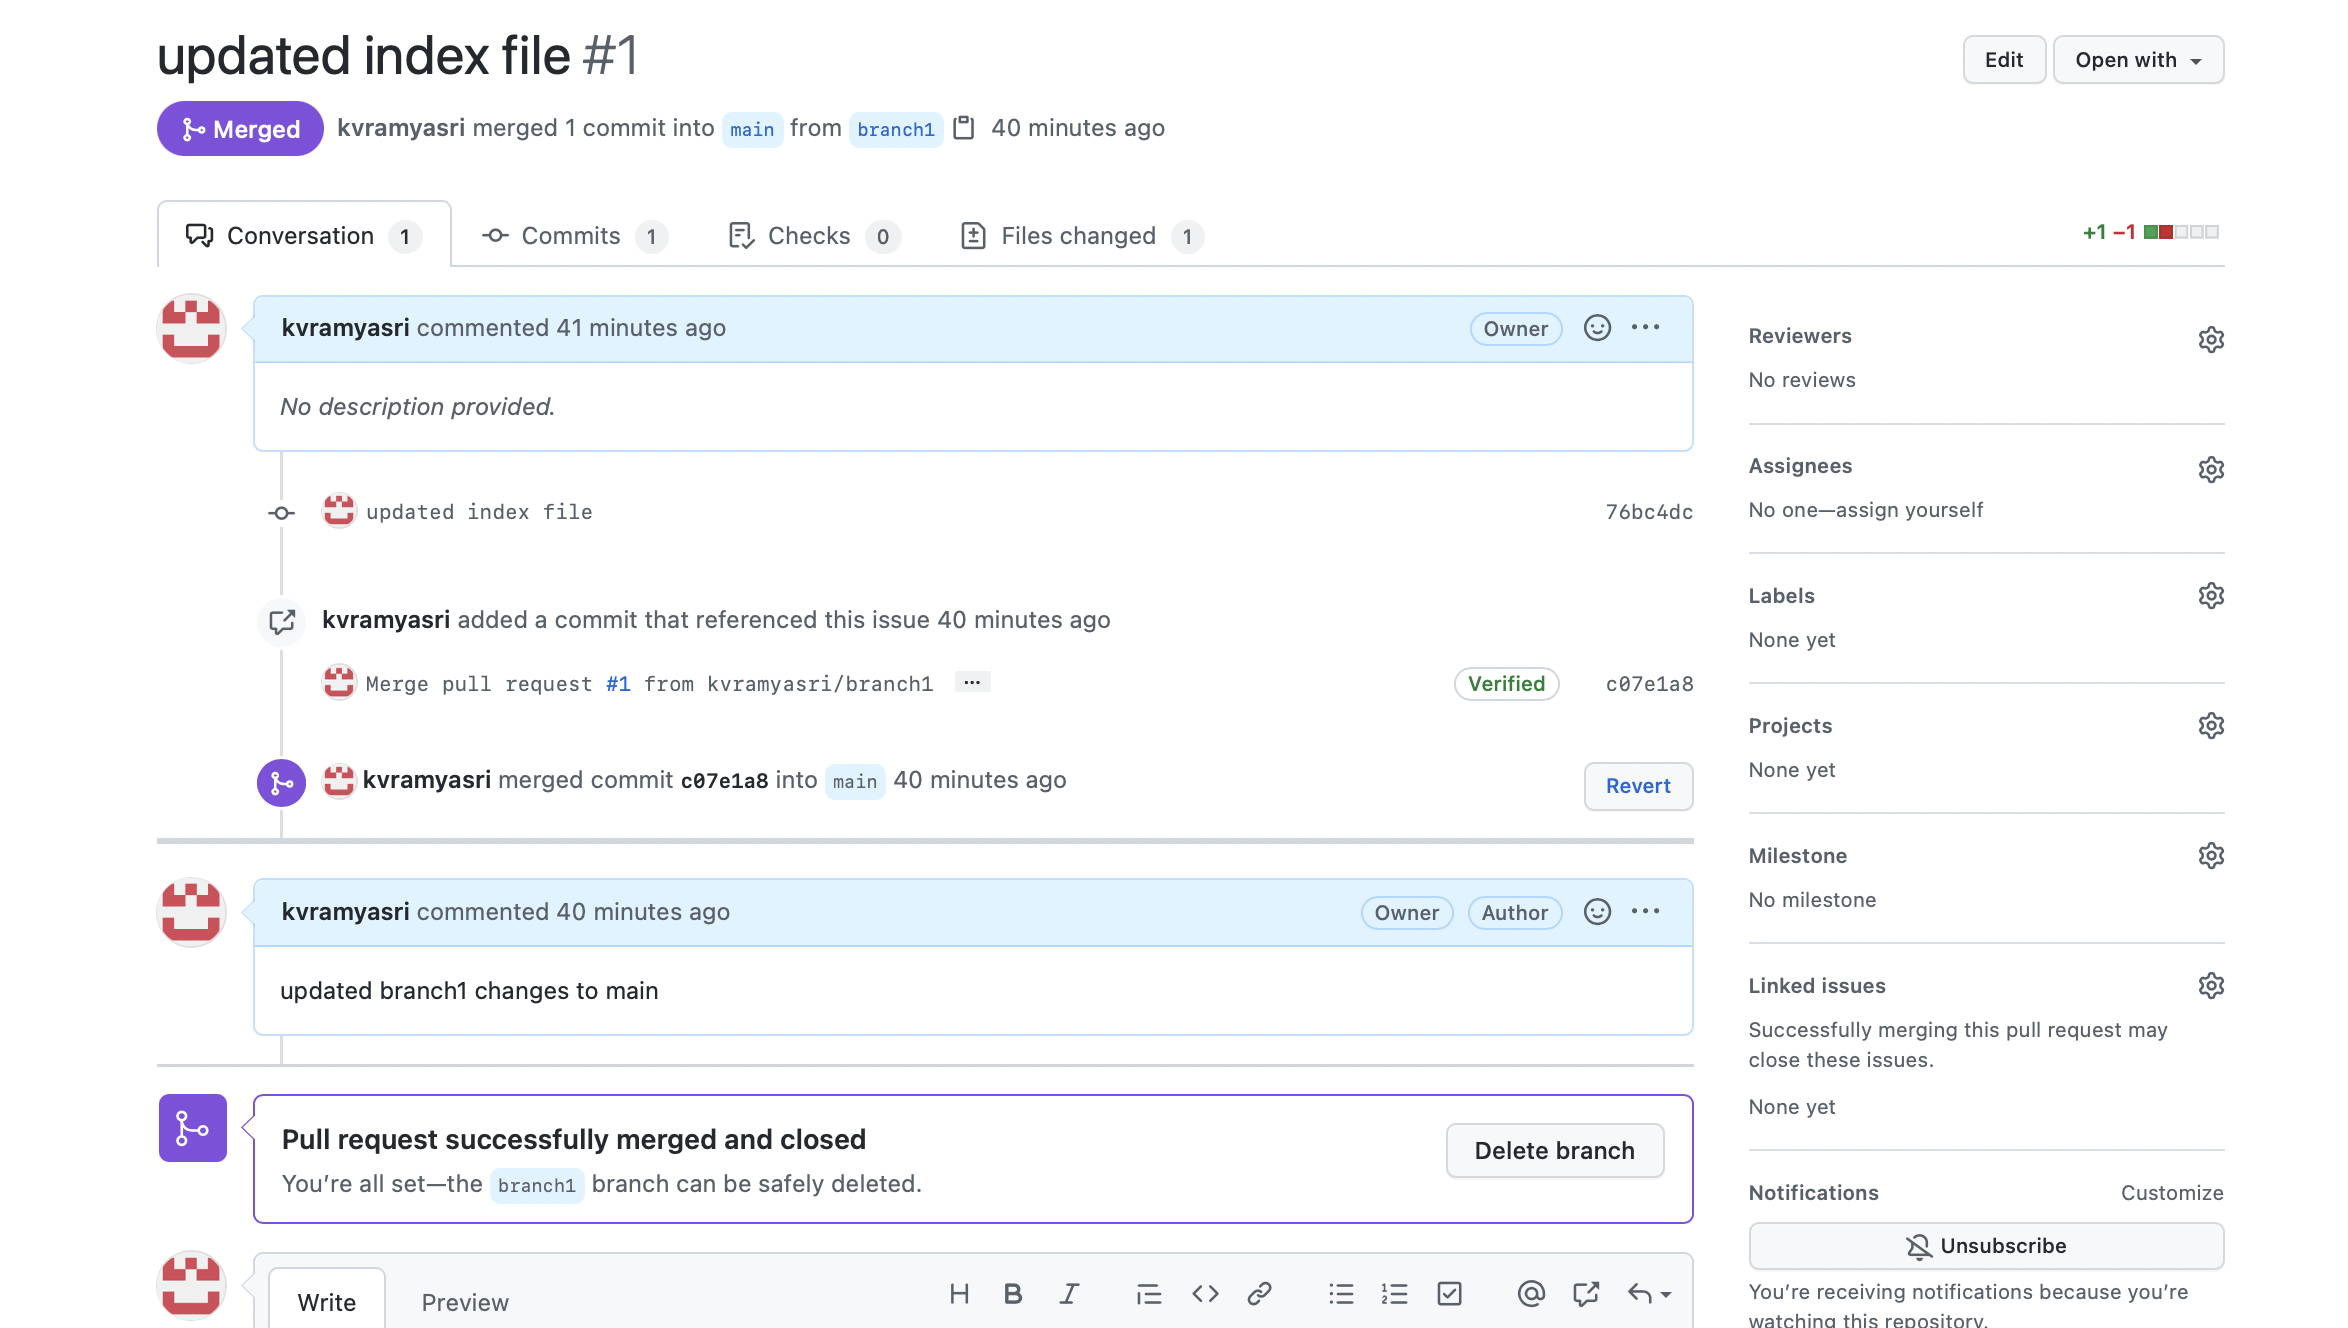 updated index file #1
Edit
Open with
Merged
kvramyasri merged 1 commit into main from branch1 40 minutes ago
Conversation 1
Commits 1
Checks 0
Files changed 1
+1 −1
kvramyasri commented 41 minutes ago
Owner
No description provided.
updated index file
76bc4dc
kvramyasri added a commit that referenced this issue 40 minutes ago
Merge pull request #1 from kvramyasri/branch1 …
Verified
c07e1a8
kvramyasri merged commit c07e1a8 into main 40 minutes ago
Revert
kvramyasri commented 40 minutes ago
Owner
Author
updated branch1 changes to main
Pull request successfully merged and closed
You’re all set—the branch1 branch can be safely deleted.
Delete branch
Write
Preview
Reviewers
No reviews
Assignees
No one—assign yourself
Labels
None yet
Projects
None yet
Milestone
No milestone
Linked issues
Successfully merging this pull request may
close these issues.
None yet
Notifications
Customize
Unsubscribe
You’re receiving notifications because you’re
watching this repository.